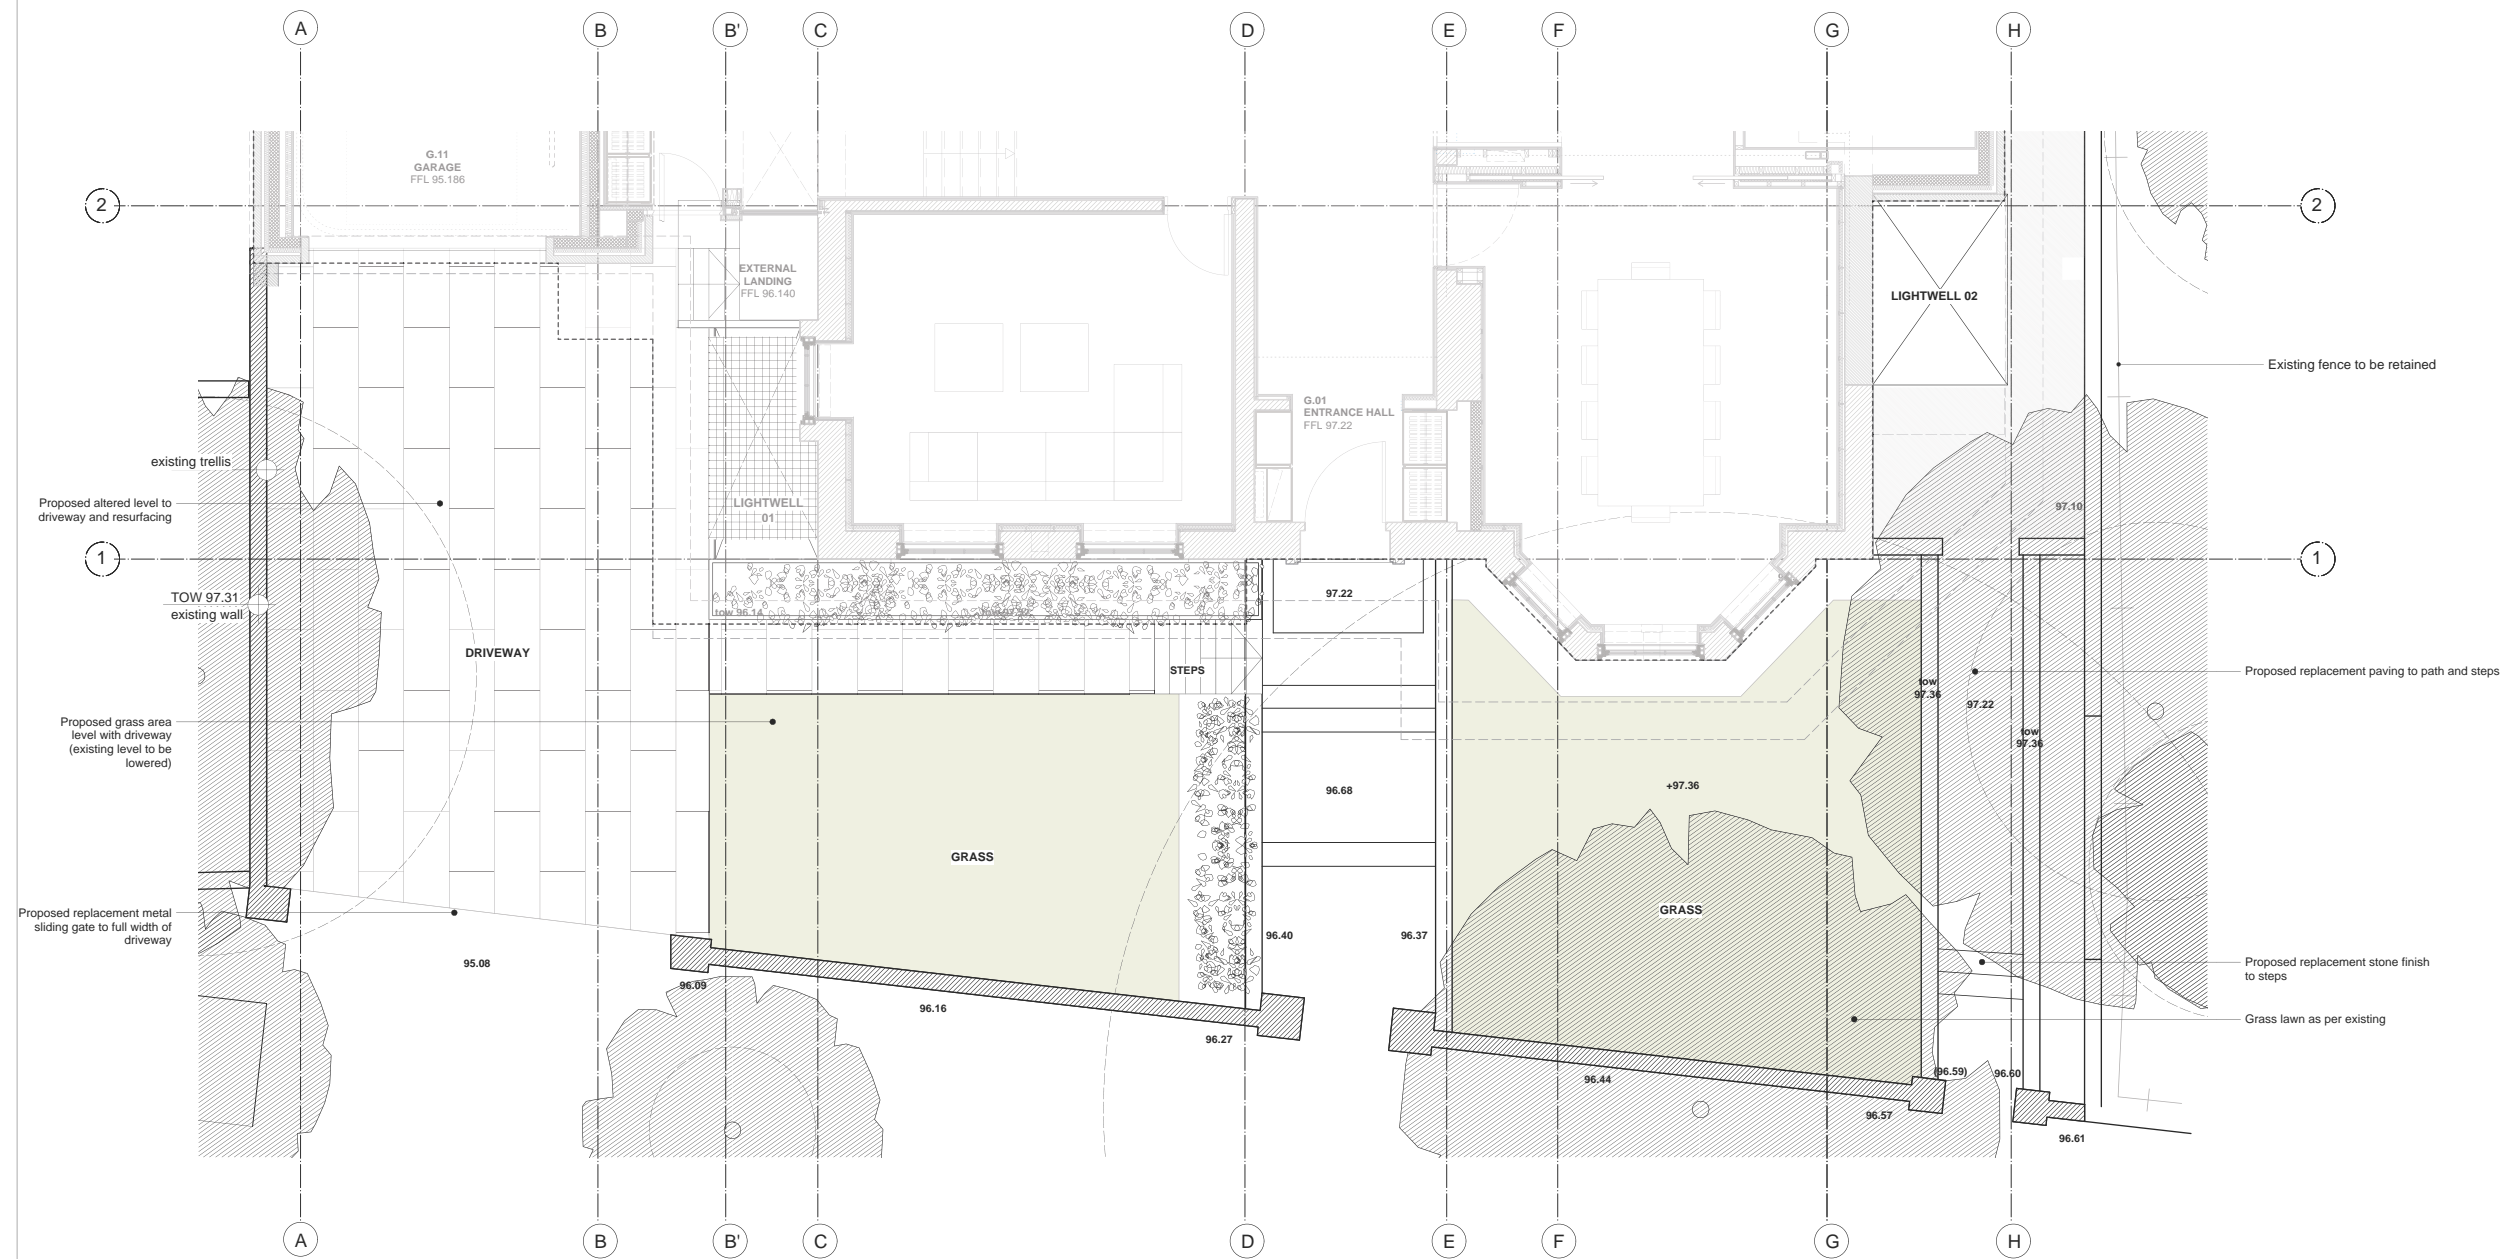 A B B' C D E F G H
G.11
GARAGE
FFL 95.186
2 2
EXTERNAL
LANDING
FFL 96.140
LIGHTWELL 02
Existing fence to be retained
G.01
ENTRANCE HALL
FFL 97.22
existing trellis
Proposed altered level to
driveway and resurfacing
LIGHTWELL
01
97.10
1 1
TOW 97.31
existing wall
tow 96.14
97.22
DRIVEWAY
STEPS
Proposed replacement paving to path and steps
tow
97.36
97.22
Proposed grass area
level with driveway
(existing level to be
lowered)
tow
97.36
96.68
+97.36
GRASS
GRASS
Proposed replacement metal
sliding gate to full width of
driveway
95.08
96.40
96.37
Proposed replacement stone finish
to steps
96.09
96.16
96.27
Grass lawn as per existing
96.44
(96.59)
96.60
96.57
96.61
A B B' C D E F G H